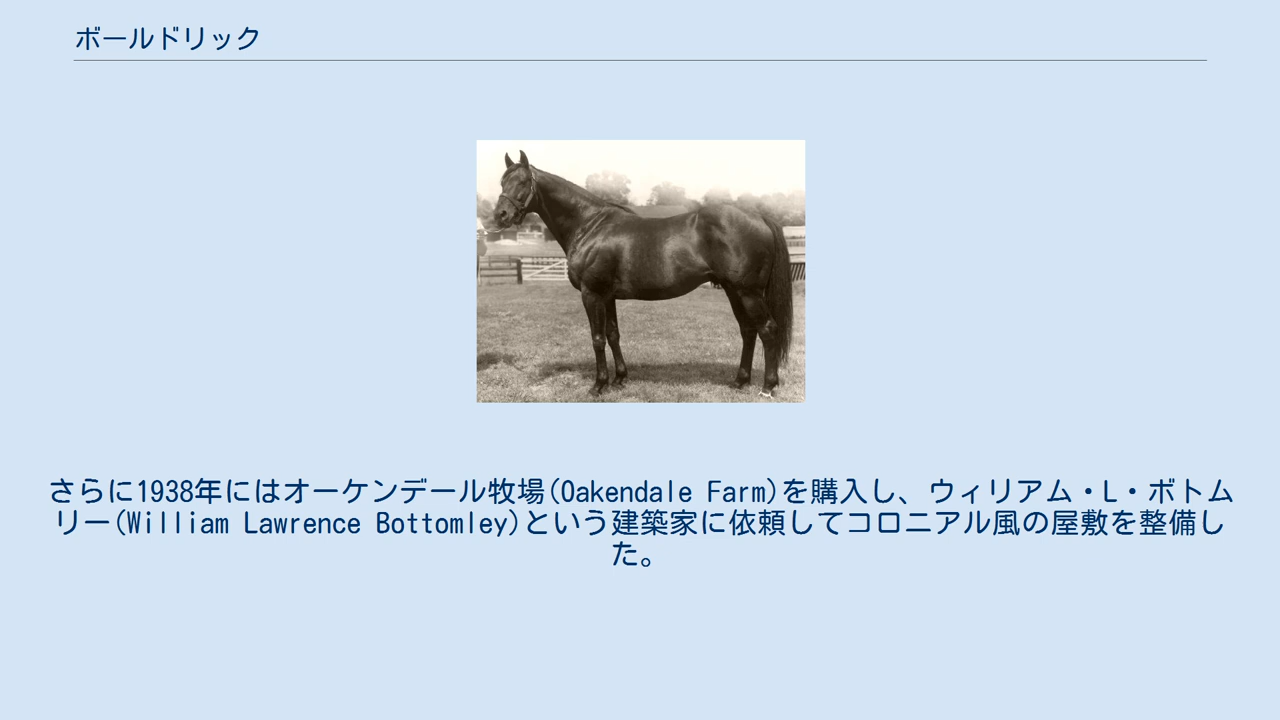 ボールドリック
さらに1938年にはオーケンデール牧場(Oakendale Farm)を購入し、ウィリアム・L・ボトム
リー(William Lawrence Bottomley)という建築家に依頼してコロニアル風の屋敷を整備し
た。